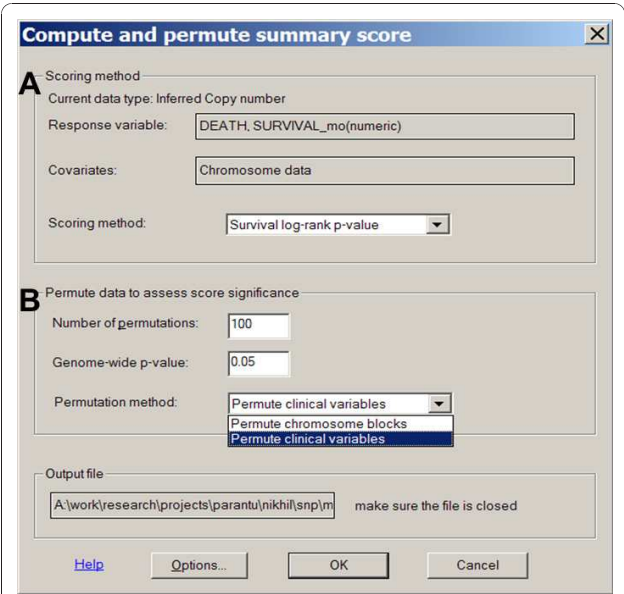 Compute and permute summary score
A
Scoring method
Current data type: Inferred Copy number
Response variable: DEATH, SURVIVAL_mo(numeric)
Covariates: Chromosome data
Scoring method: Survival log-rank p-value
B
Permute data to assess score significance
Number of permutations: 100
Genome-wide p-value: 0.05
Permutation method: Permute clinical variables
Permute chromosome blocks
Permute clinical variables
Output file
A:\work\research\projects\parantu\nikhil\snp\m make sure the file is closed
Help Options... OK Cancel